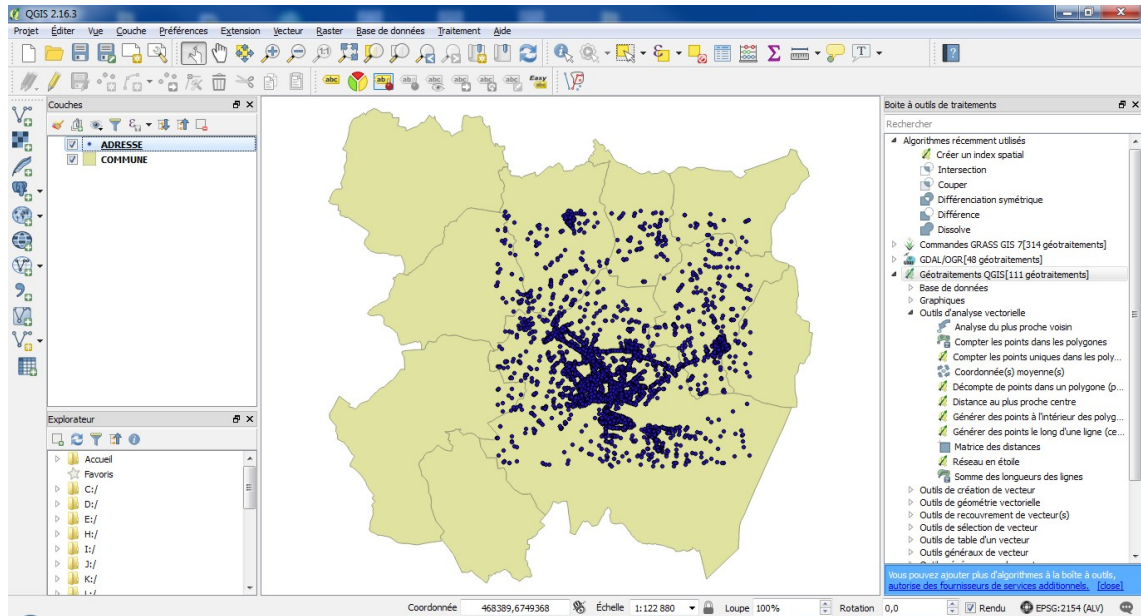 QGIS 2.16.3
Projet Éditer Vue Couche Préférences Extension Vecteur Raster Base de données Traitement Aide
abc ab abc abc abc abc Easy
Couches
ADRESSE
COMMUNE
Explorateur
Accueil
Favoris
C:/
D:/
E:/
H:/
I:/
J:/
K:/
Boite à outils de traitements
Rechercher
Algorithmes récemment utilisés
Créer un index spatial
Intersection
Couper
Différenciation symétrique
Différence
Dissolve
Commandes GRASS GIS 7[314 géotraitements]
GDAL/OGR[48 géotraitements]
Géotraitements QGIS[111 géotraitements]
Base de données
Graphiques
Outils d'analyse vectorielle
Analyse du plus proche voisin
Compter les points dans les polygones
Compter les points uniques dans les poly...
Coordonnée(s) moyenne(s)
Décompte de points dans un polygone (p...
Distance au plus proche centre
Générer des points à l'intérieur des polyg...
Générer des points le long d'une ligne (ce...
Matrice des distances
Réseau en étoile
Somme des longueurs des lignes
Outils de création de vecteur
Outils de géométrie vectorielle
Outils de recouvrement de vecteur(s)
Outils de sélection de vecteur
Outils de table d'un vecteur
Outils généraux de vecteur
Vous pouvez ajouter plus d'algorithmes à la boîte à outils,
autorise des fournisseurs de services additionnels. [close]
Coordonnée 468389,6749368 Échelle 1:122 880 Loupe 100% Rotation 0,0 Rendu EPSG:2154 (ALV)